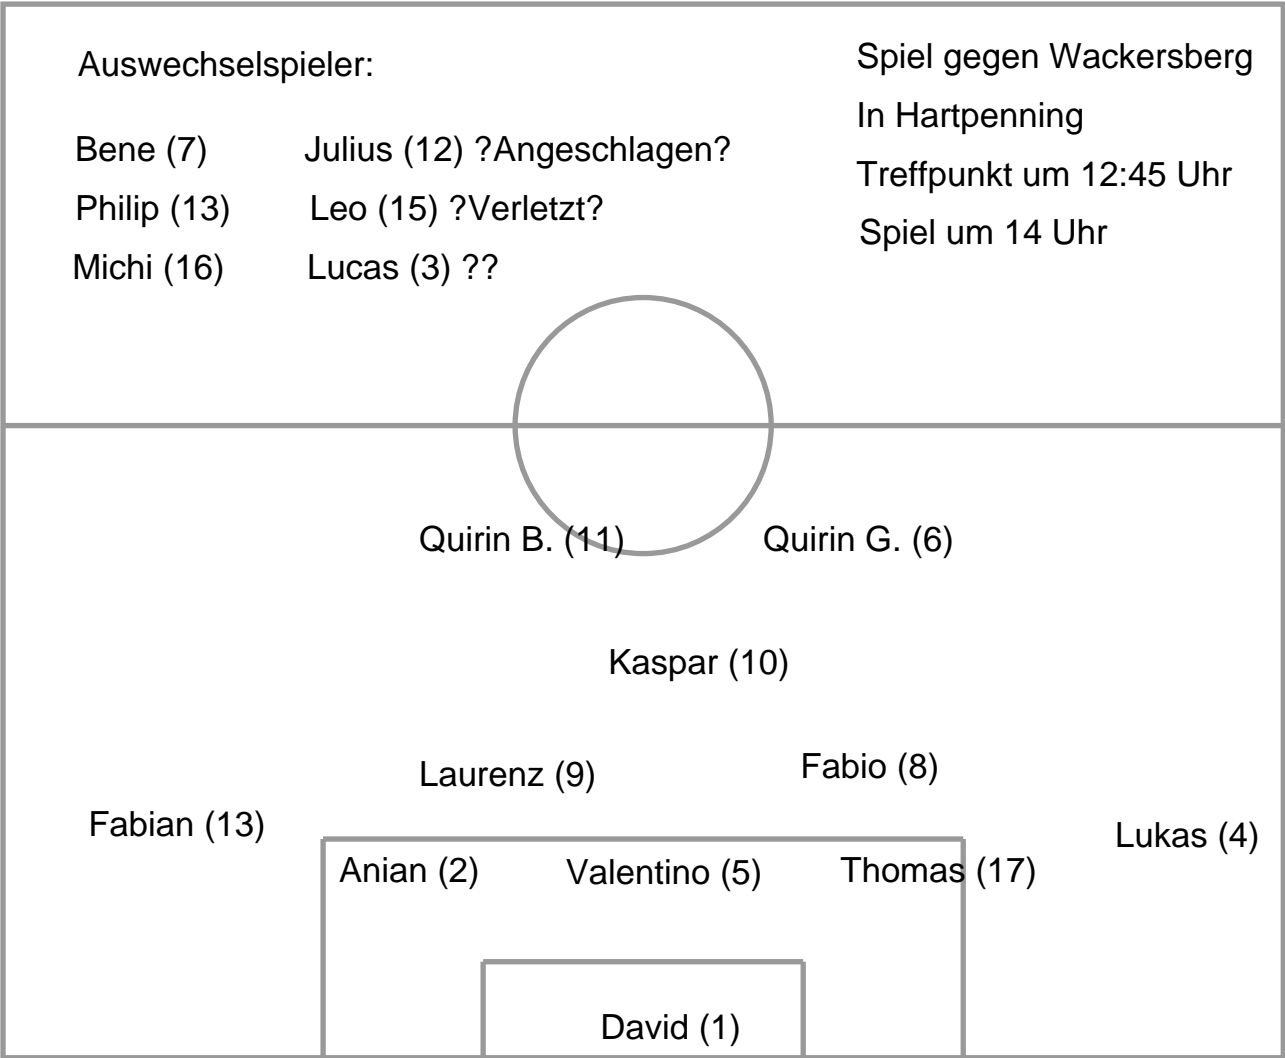 Auswechselspieler:
Bene (7)
Philip (13)
Michi (16)
Julius (12) ?Angeschlagen?
Leo (15) ?Verletzt?
Lucas (3) ??
Spiel gegen Wackersberg
In Hartpenning
Treffpunkt um 12:45 Uhr
Spiel um 14 Uhr
Quirin B. (11)
Quirin G. (6)
Kaspar (10)
Laurenz (9)
Fabio (8)
Fabian (13)
Lukas (4)
Anian (2)
Valentino (5)
Thomas (17)
David (1)